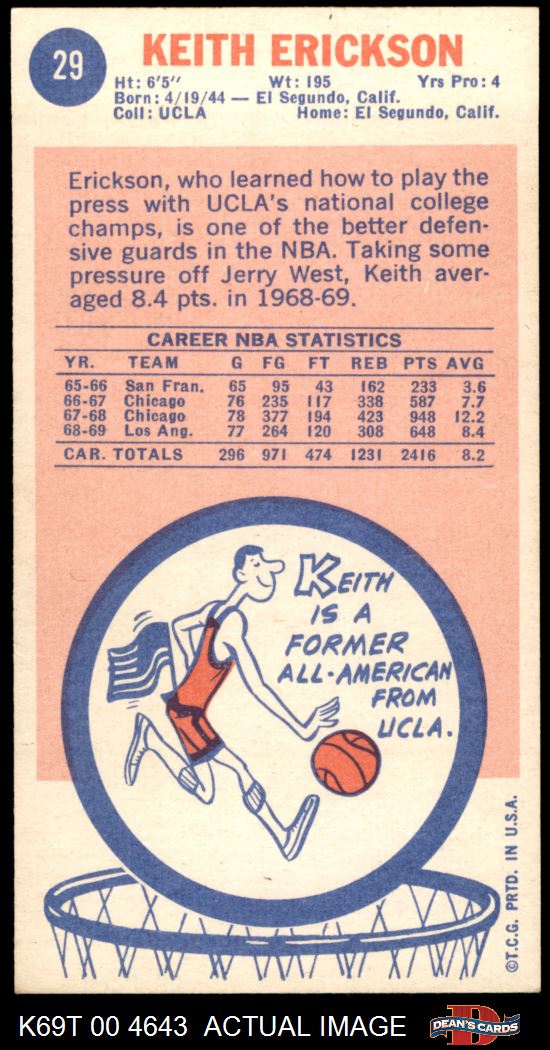 29
KEITH ERICKSON
Ht: 6'5" Wt: 195 Yrs Pro: 4
Born: 4/19/44 — El Segundo, Calif.
Coll: UCLA Home: El Segundo, Calif.
Erickson, who learned how to play the
press with UCLA's national college
champs, is one of the better defen-
sive guards in the NBA. Taking some
pressure off Jerry West, Keith aver-
aged 8.4 pts. in 1968-69.
CAREER NBA STATISTICS
YR. TEAM G FG FT REB PTS AVG
65-66 San Fran. 65 95 43 162 233 3.6
66-67 Chicago 76 235 117 338 587 7.7
67-68 Chicago 78 377 194 423 948 12.2
68-69 Los Ang. 77 264 120 308 648 8.4
CAR. TOTALS 296 971 474 1231 2416 8.2
KEITH
IS A
FORMER
ALL-AMERICAN
FROM
UCLA.
©T.C.G. PRTD. IN U.S.A.
K69T 00 4643 ACTUAL IMAGE
D
DEAN'S CARDS